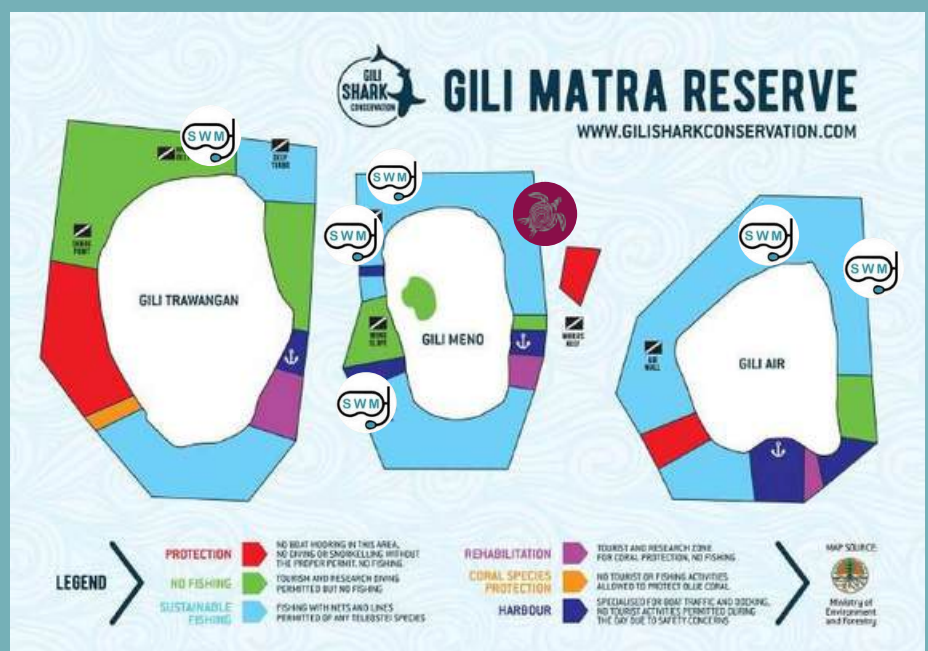 GILI
SHARK
CONSERVATION
GILI MATRA RESERVE
WWW.GILISHARKCONSERVATION.COM
SWM
DEEP
TURBO
SWM
SHARK
POINT
SWM
SWM
SWM
GILI TRAWANGAN
GILI MENO
MENO
SLOPE
AIR
WALL
GILI AIR
SWM
SWM
LEGEND
PROTECTION
NO BOAT MOORING IN THIS AREA,
NO DIVING OR SNORKELLING WITHOUT
THE PROPER PERMIT. NO FISHING
NO FISHING
TOURISM AND RESEARCH DIVING
PERMITTED BUT NO FISHING
SUSTAINABLE
FISHING
FISHING WITH NETS AND LINES
PERMITTED OF ANY TELEOSTEI SPECIES
REHABILITATION
TOURIST AND RESEARCH ZONE
FOR CORAL PROTECTION, NO FISHING
CORAL SPECIES
PROTECTION
NO TOURIST OR FISHING ACTIVITIES
ALLOWED TO PROTECT BLUE CORAL
HARBOUR
SPECIALISED FOR BOAT TRAFFIC AND DOCKING,
NO TOURIST ACTIVITIES PERMITTED DURING
THE DAY DUE TO SAFETY CONCERNS
MAP SOURCE:
Ministry of
Environment
and Forestry